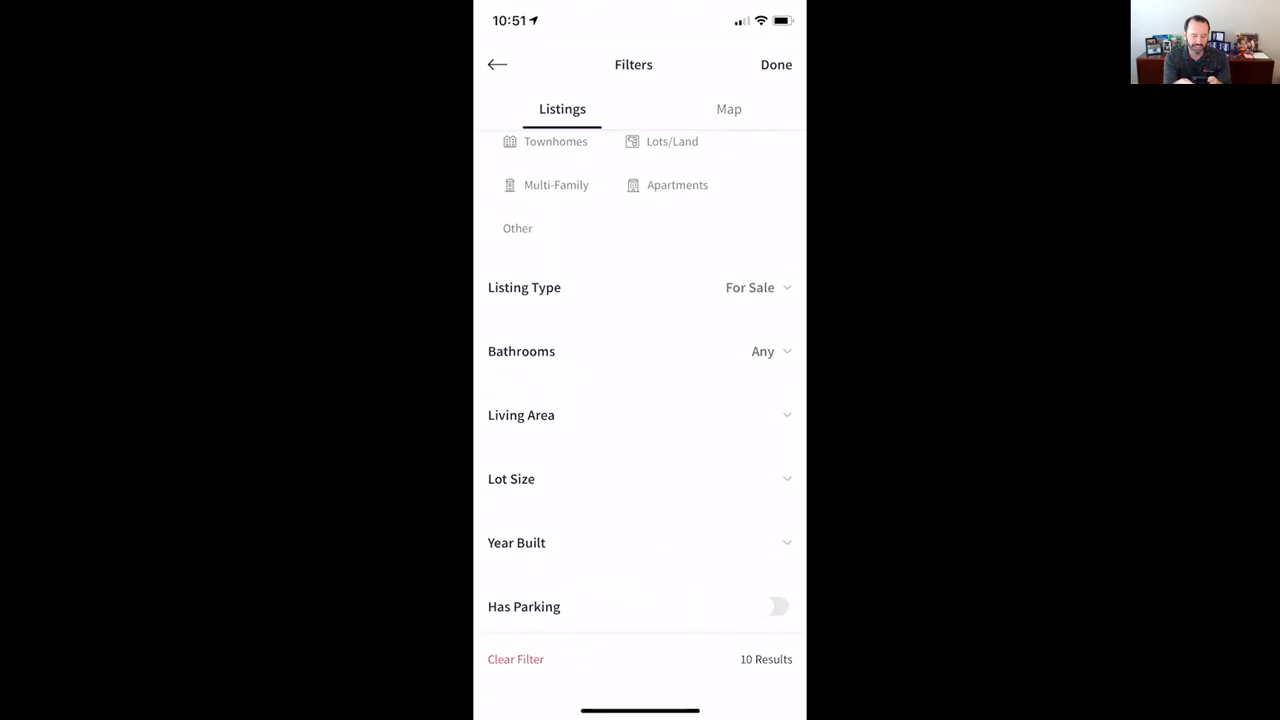 10:51
Filters
Done
Listings
Map
Townhomes
Lots/Land
Multi-Family
Apartments
Other
Listing Type
For Sale
Bathrooms
Any
Living Area
Lot Size
Year Built
Has Parking
Clear Filter
10 Results